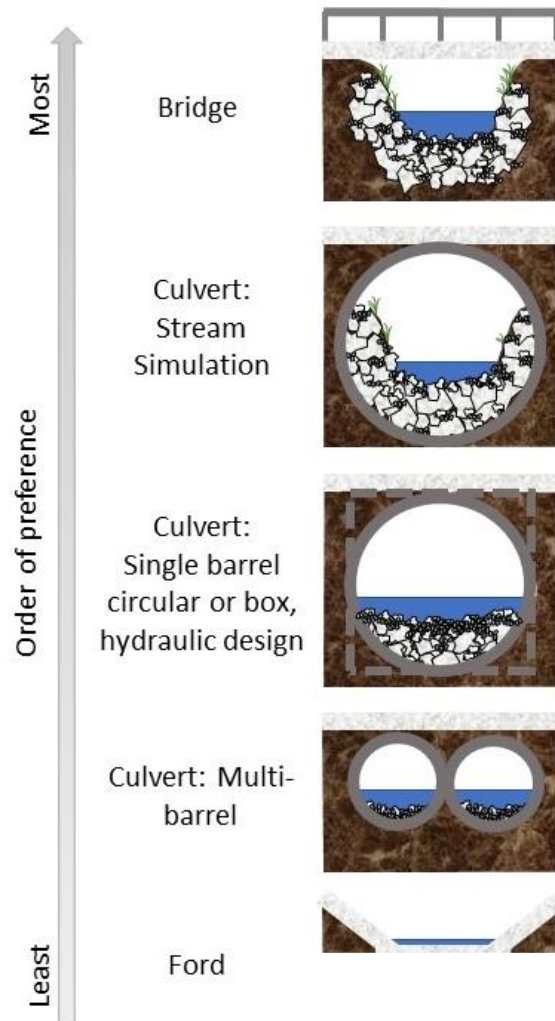 Most
Order of preference
Least
Bridge
Culvert:
Stream
Simulation
Culvert:
Single barrel
circular or box,
hydraulic design
Culvert: Multi-
barrel
Ford